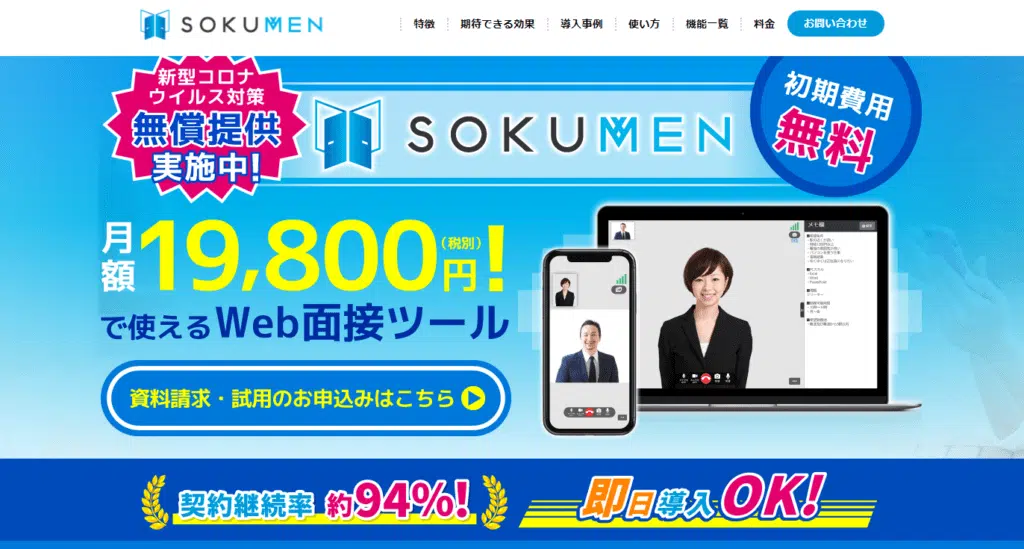 SOKUMEN
特徴
期待できる効果
導入事例
使い方
機能一覧
料金
お問い合わせ
新型コロナ
ウイルス対策
無償提供
実施中!
SOKUMEN
初期費用
無料
月額19,800円!
(税別)
で使えるWeb面接ツール
資料請求・試用のお申込みはこちら
メモ欄
契約継続率 約94%!
即日導入OK!